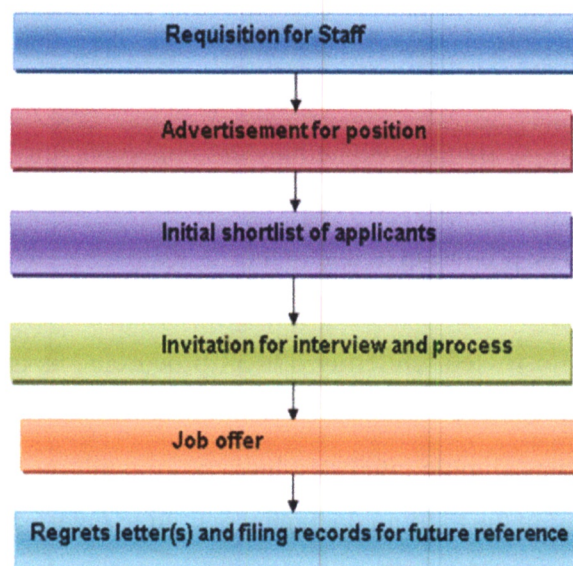 Requisition for Staff
Advertisement for position
Initial shortlist of applicants
Invitation for interview and process
Job offer
Regrets letter(s) and filing records for future reference